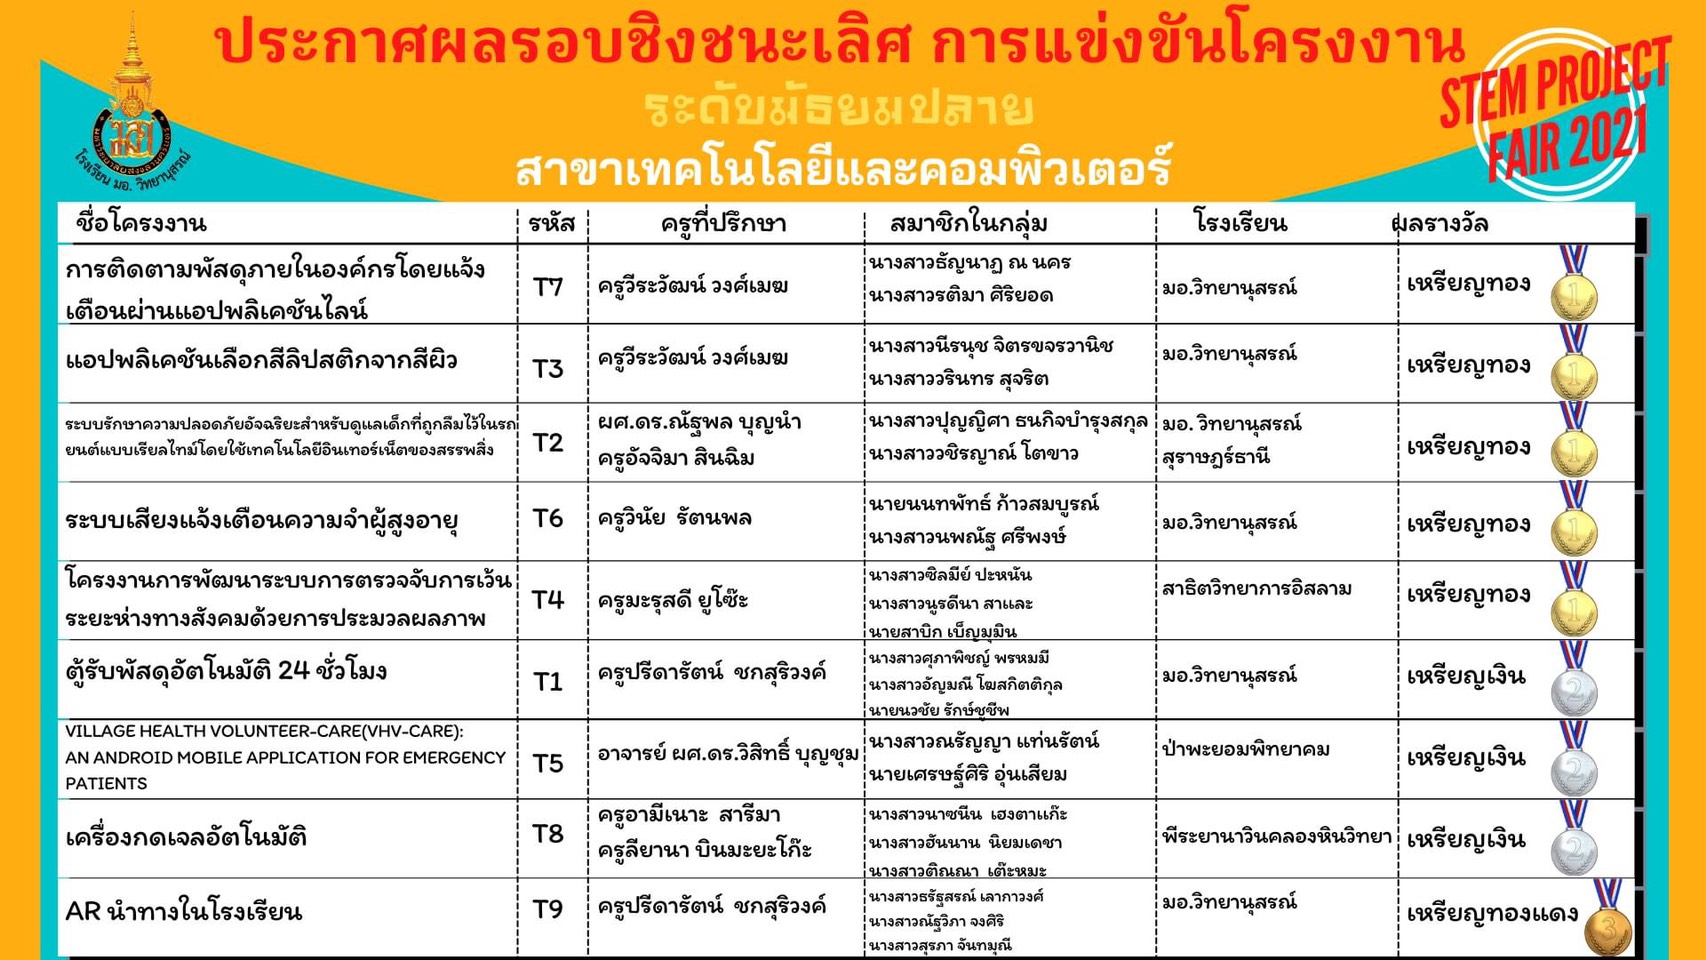 ประกาศผลรอบชิงชนะเลิศ การแข่งขันโครงงาน
ระดับมัธยมปลาย
สาขาเทคโนโลยีและคอมพิวเตอร์
โรงเรียน มอ. วิทยานุสรณ์
STEM PROJECT
FAIR 2021
ชื่อโครงงาน รหัส ครูที่ปรึกษา สมาชิกในกลุ่ม โรงเรียน ผลรางวัล
การติดตามพัสดุภายในองค์กรโดยแจ้ง
เตือนผ่านแอปพลิเคชันไลน์
T7
ครูวีระวัฒน์ วงศ์เมฆ
นางสาวธัญนาฏ ณ นคร
นางสาวรติมา ศิริยอด
มอ.วิทยานุสรณ์
เหรียญทอง
1
แอปพลิเคชันเลือกสีลิปสติกจากสีผิว
T3
ครูวีระวัฒน์ วงศ์เมฆ
นางสาวนีรนุช จิตรขจรวานิช
นางสาววรินทร สุจริต
มอ.วิทยานุสรณ์
เหรียญทอง
1
ระบบรักษาความปลอดภัยอัจฉริยะสำหรับดูแลเด็กที่ถูกลืมไว้ในรถ
ยนต์แบบเรียลไทม์โดยใช้เทคโนโลยีอินเทอร์เน็ตของสรรพสิ่ง
T2
ผศ.ดร.ณัฐพล บุญนำ
ครูอัจจิมา สินฉิม
นางสาวปุญญิศา ธนกิจบำรุงสกุล
นางสาววชิรญาณ์ โตขาว
มอ. วิทยานุสรณ์
สุราษฎร์ธานี
เหรียญทอง
1
ระบบเสียงแจ้งเตือนความจำผู้สูงอายุ
T6
ครูวินัย รัตนพล
นายนนทพัทธ์ ก้าวสมบูรณ์
นางสาวนพณัฐ ศรีพงษ์
มอ.วิทยานุสรณ์
เหรียญทอง
1
โครงงานการพัฒนาระบบการตรวจจับการเว้น
ระยะห่างทางสังคมด้วยการประมวลผลภาพ
T4
ครูมะรุสดี ยูโซ๊ะ
นางสาวซิลมีย์ ปะหนัน
นางสาวนูรดีนา สาและ
นายสาบิก เบ็ญมุมิน
สาธิตวิทยาการอิสลาม
เหรียญทอง
1
ตู้รับพัสดุอัตโนมัติ 24 ชั่วโมง
T1
ครูปรีดารัตน์ ชกสุริวงค์
นางสาวศุภาพิชญ์ พรหมมี
นางสาวอัญมณี โฆสกิตติกุล
นายนวชัย รักษ์ชูชีพ
มอ.วิทยานุสรณ์
เหรียญเงิน
2
VILLAGE HEALTH VOLUNTEER-CARE(VHV-CARE):
AN ANDROID MOBILE APPLICATION FOR EMERGENCY
PATIENTS
T5
อาจารย์ ผศ.ดร.วิสิทธิ์ บุญชุม
นางสาวณรัญญา แท่นรัตน์
นายเศรษฐ์ศิริ อุ่นเสียม
ป่าพะยอมพิทยาคม
เหรียญเงิน
2
เครื่องกดเจลอัตโนมัติ
T8
ครูอามีเนาะ สารีมา
ครูลียานา บินมะยะโก๊ะ
นางสาวนาซนีน เฮงตาแก๊ะ
นางสาวฮันนาน นิยมเดชา
นางสาวติณณา เต๊ะหมะ
พีระยานาวินคลองหินวิทยา
เหรียญเงิน
2
AR นำทางในโรงเรียน
T9
ครูปรีดารัตน์ ชกสุริวงค์
นางสาวธรัฐสรณ์ เลากาวงศ์
นางสาวณัฐวิภา จงศิริ
นางสาวสุรภา จันทมุณี
มอ.วิทยานุสรณ์
เหรียญทองแดง
3